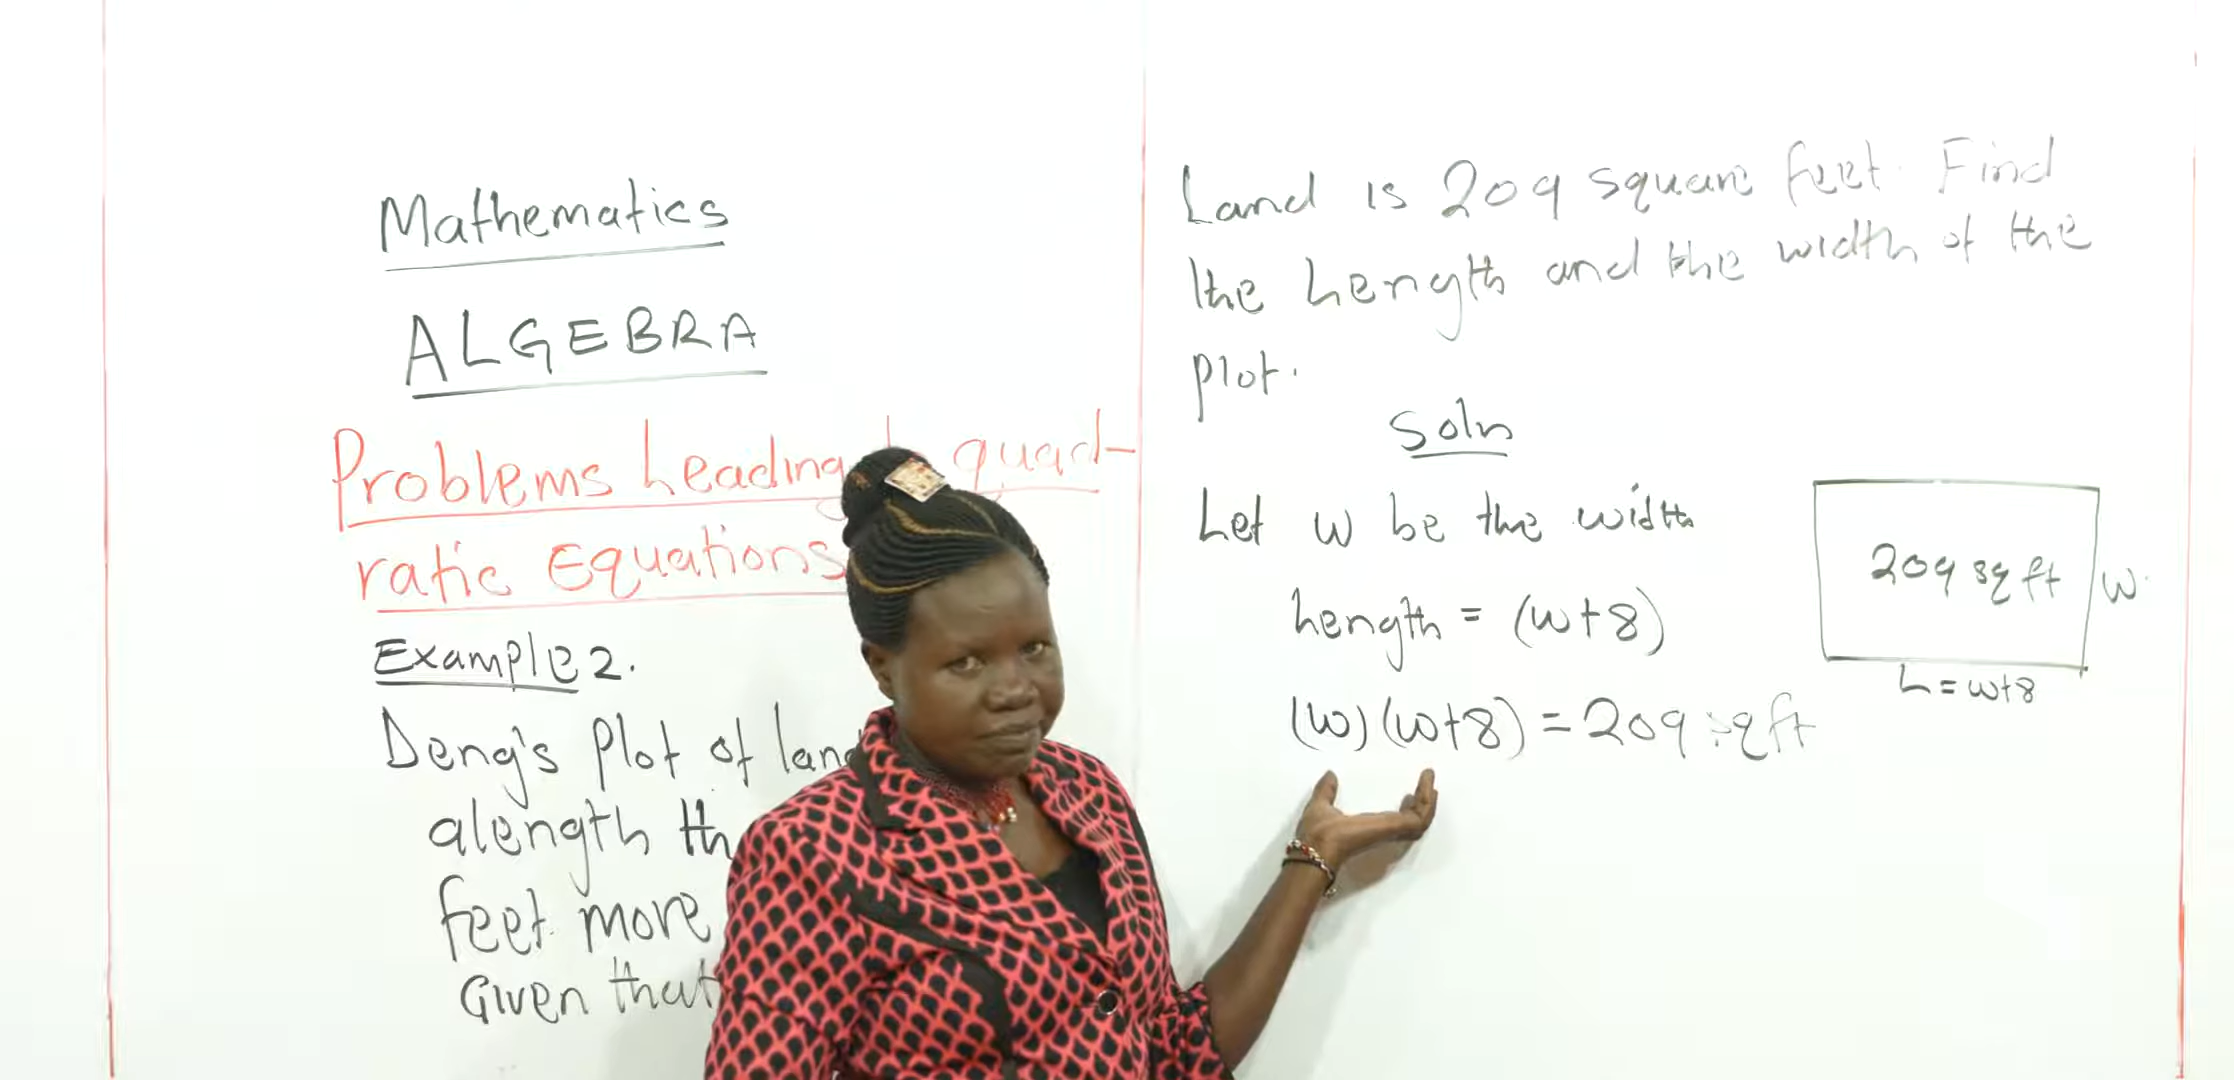 Mathematics
ALGEBRA
Problems Leading quad-
ratic Equations
Example 2.
Deng's plot of lan
alength th
feet more
Given that
Land is 209 square feet. Find
the Length and the width of the
plot.
Soln
Let w be the width
Length = (w+8)
(w)(w+8) = 209 sqft
209 sq ft
w
L = w+8